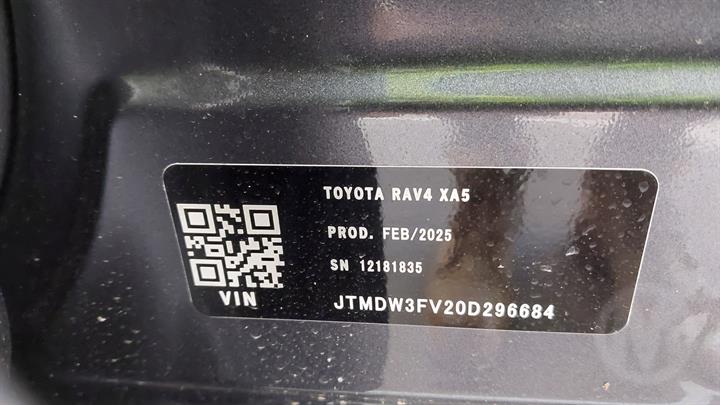 TOYOTA RAV4 XA5
PROD. FEB/2025
SN 12181835
VIN
JTMDW3FV20D296684